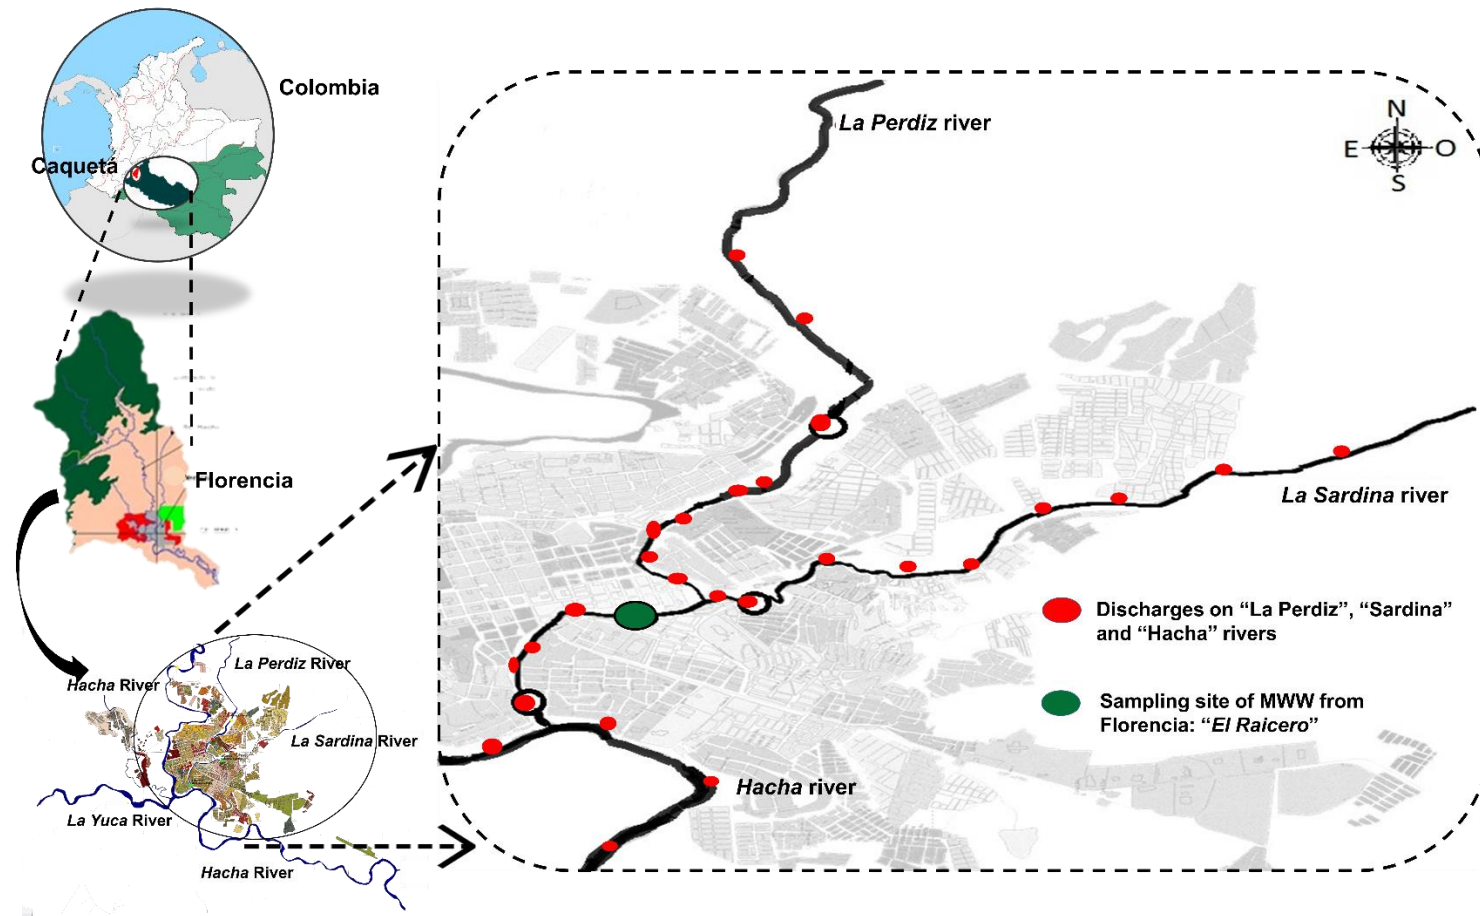 Colombia
Caquetá
Florencia
La Perdiz River
Hacha River
La Sardina River
La Yuca River
Hacha River
La Perdiz river
N
E
O
S
La Sardina river
Discharges on “La Perdiz”, “Sardina”
and “Hacha” rivers
Sampling site of MWW from
Florencia: “El Raicero”
Hacha river